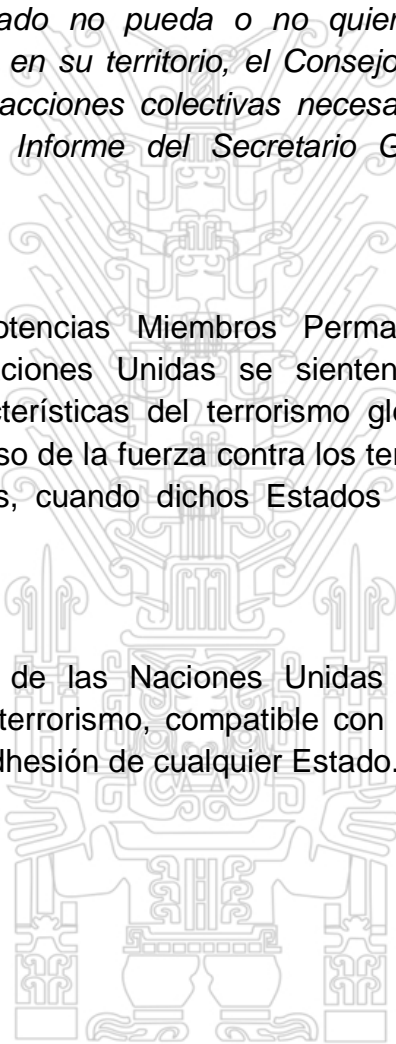 ado no pueda o no quier
en su territorio, el Consejo
acciones colectivas necesa
Informe del Secretario G
otencias Miembros Perma
ciones Unidas se sienten
cterísticas del terrorismo gl
so de la fuerza contra los ter
s, cuando dichos Estados
de las Naciones Unidas
terrorismo, compatible con
dhesión de cualquier Estado.